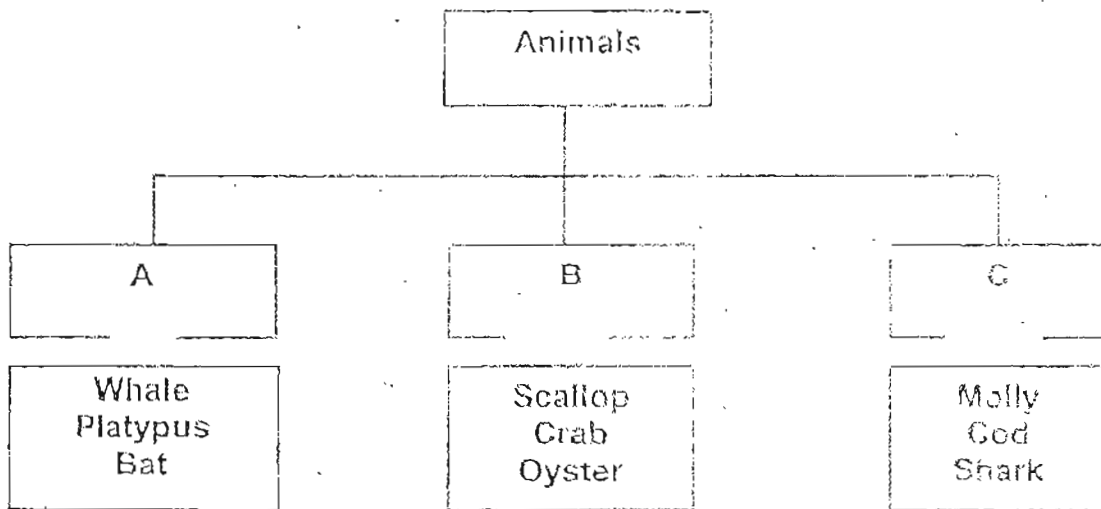 Animals
A
B
C
Whale
Platypus
Bat
Scallop
Crab
Oyster
Molly
Cod
Shark